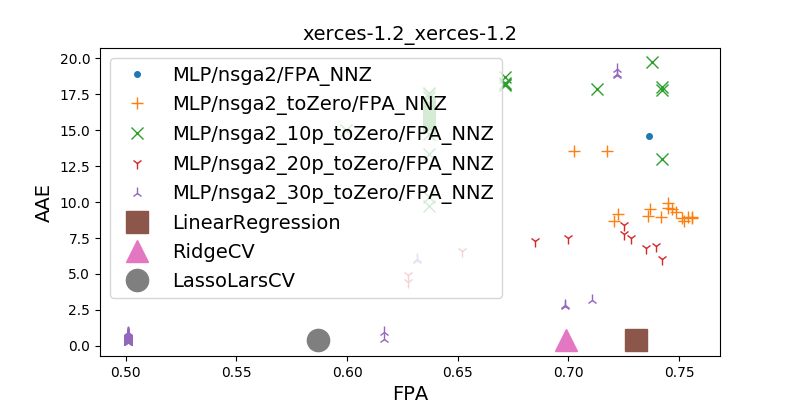 xerces-1.2_xerces-1.2
AAE
20.0
17.5
15.0
12.5
10.0
7.5
5.0
2.5
0.0
MLP/nsga2/FPA_NNZ
MLP/nsga2_toZero/FPA_NNZ
MLP/nsga2_10p_toZero/FPA_NNZ
MLP/nsga2_20p_toZero/FPA_NNZ
MLP/nsga2_30p_toZero/FPA_NNZ
LinearRegression
RidgeCV
LassoLarsCV
0.50 0.55 0.60 0.65 0.70 0.75
FPA